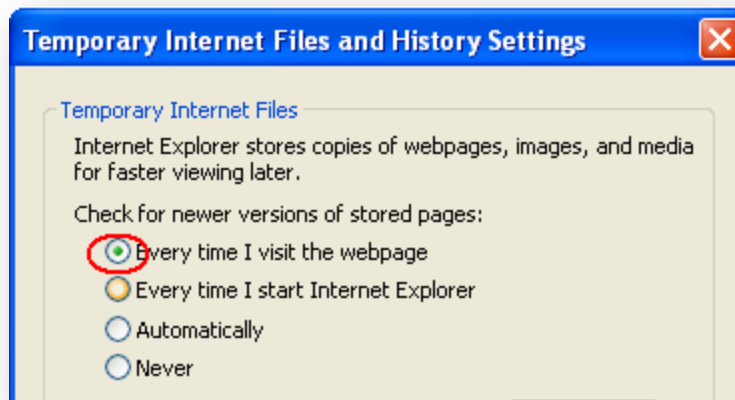 Temporary Internet Files and History Settings
Temporary Internet Files
Internet Explorer stores copies of webpages, images, and media
for faster viewing later.
Check for newer versions of stored pages:
Every time I visit the webpage
Every time I start Internet Explorer
Automatically
Never